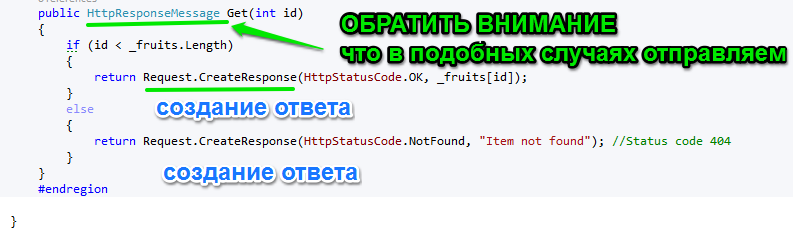 public HttpResponseMessage Get(int id)
ОБРАТИТЬ ВНИМАНИЕ
{
if (id < _fruits.Length)
что в подобных случаях отправляем
{
return Request.CreateResponse(HttpStatusCode.OK, _fruits[id]);
}
создание ответа
else
{
return Request.CreateResponse(HttpStatusCode.NotFound, "Item not found"); //Status code 404
}
создание ответа
}
#endregion
}